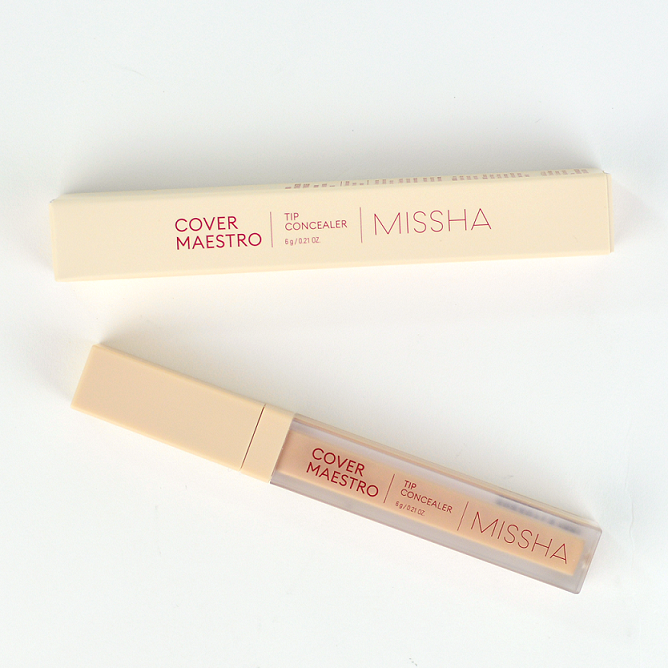 COVER
MAESTRO
TIP
CONCEALER
6 g / 0.21 OZ.
MISSHA
COVER
MAESTRO
TIP
CONCEALER
6 g / 0.21 OZ.
MISSHA